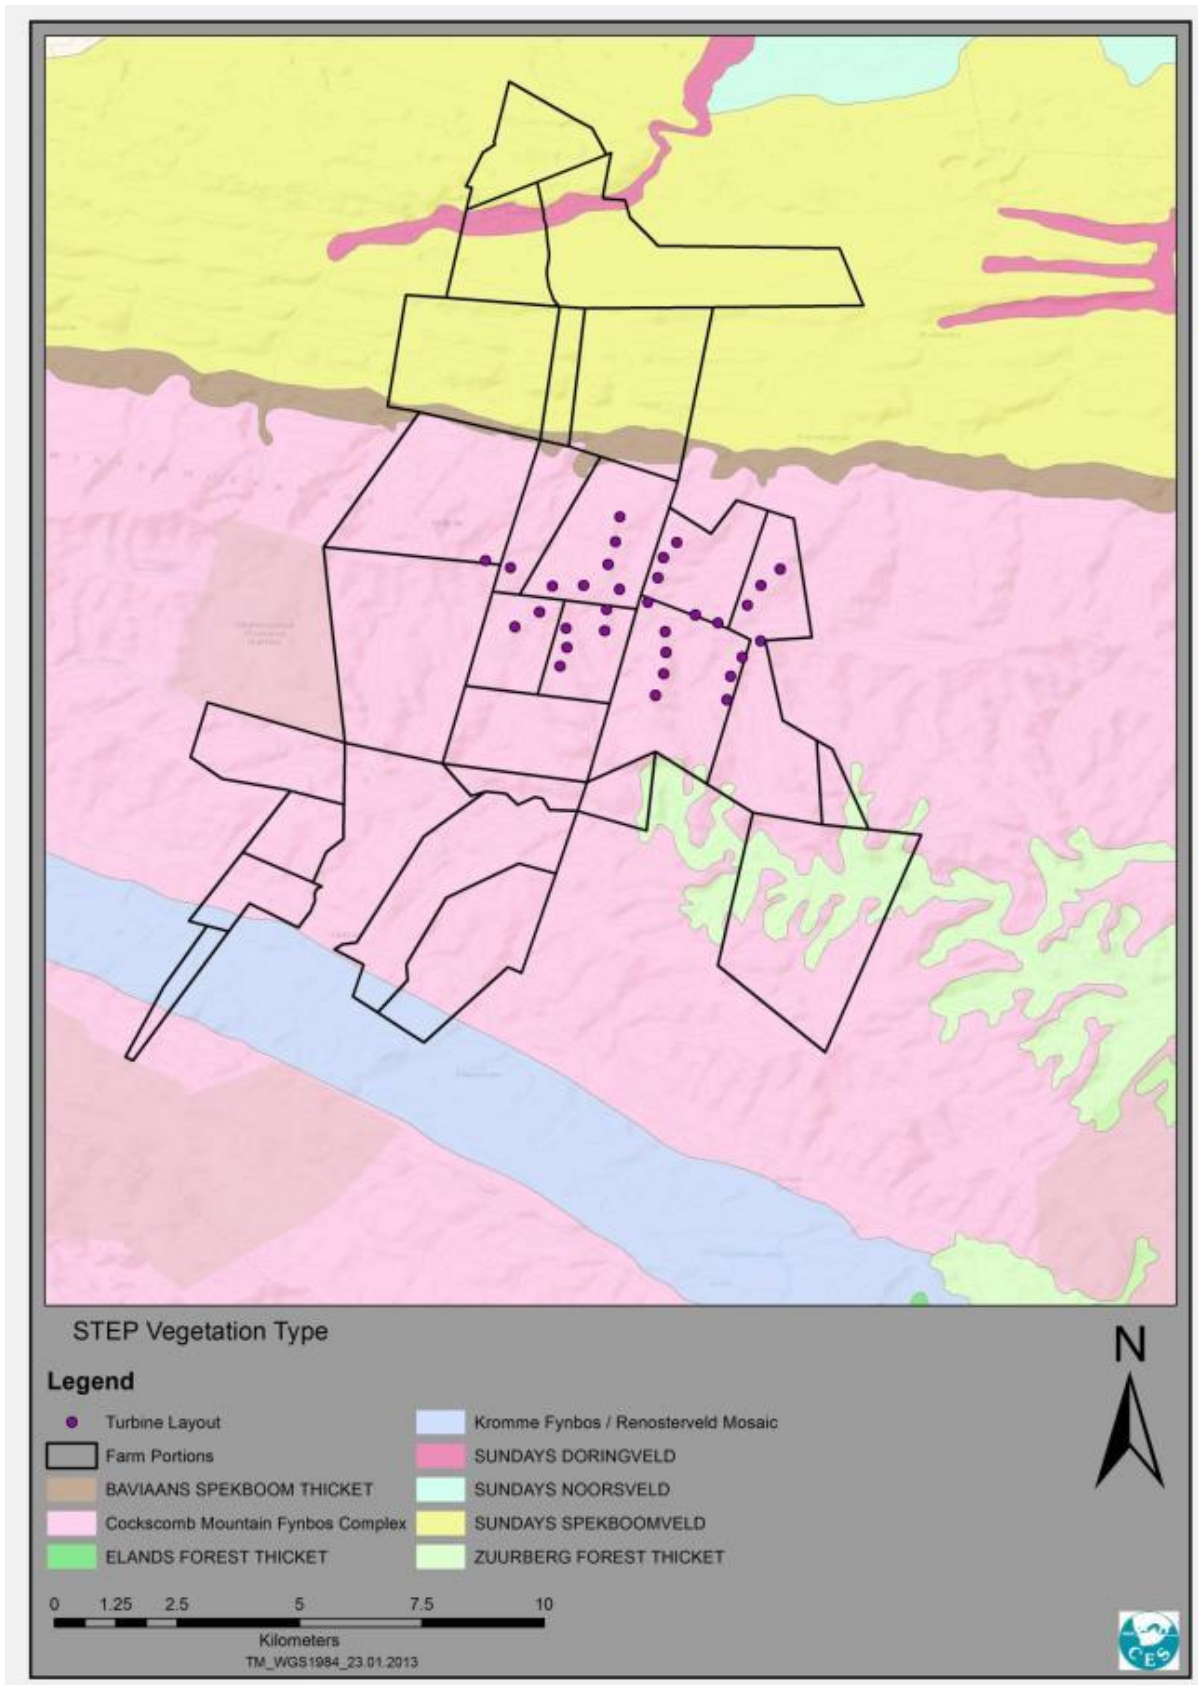 STEP Vegetation Type
N
Legend
Turbine Layout
Farm Portions
BAVIAANS SPEKBOOM THICKET
Cockscomb Mountain Fynbos Complex
ELANDS FOREST THICKET
Kromme Fynbos / Renosterveld Mosaic
SUNDAYS DORINGVELD
SUNDAYS NOORSVELD
SUNDAYS SPEKBOOMVELD
ZUURBERG FOREST THICKET
0 1.25 2.5 5 7.5 10
Kilometers
TM_WGS1984_23.01.2013
CES